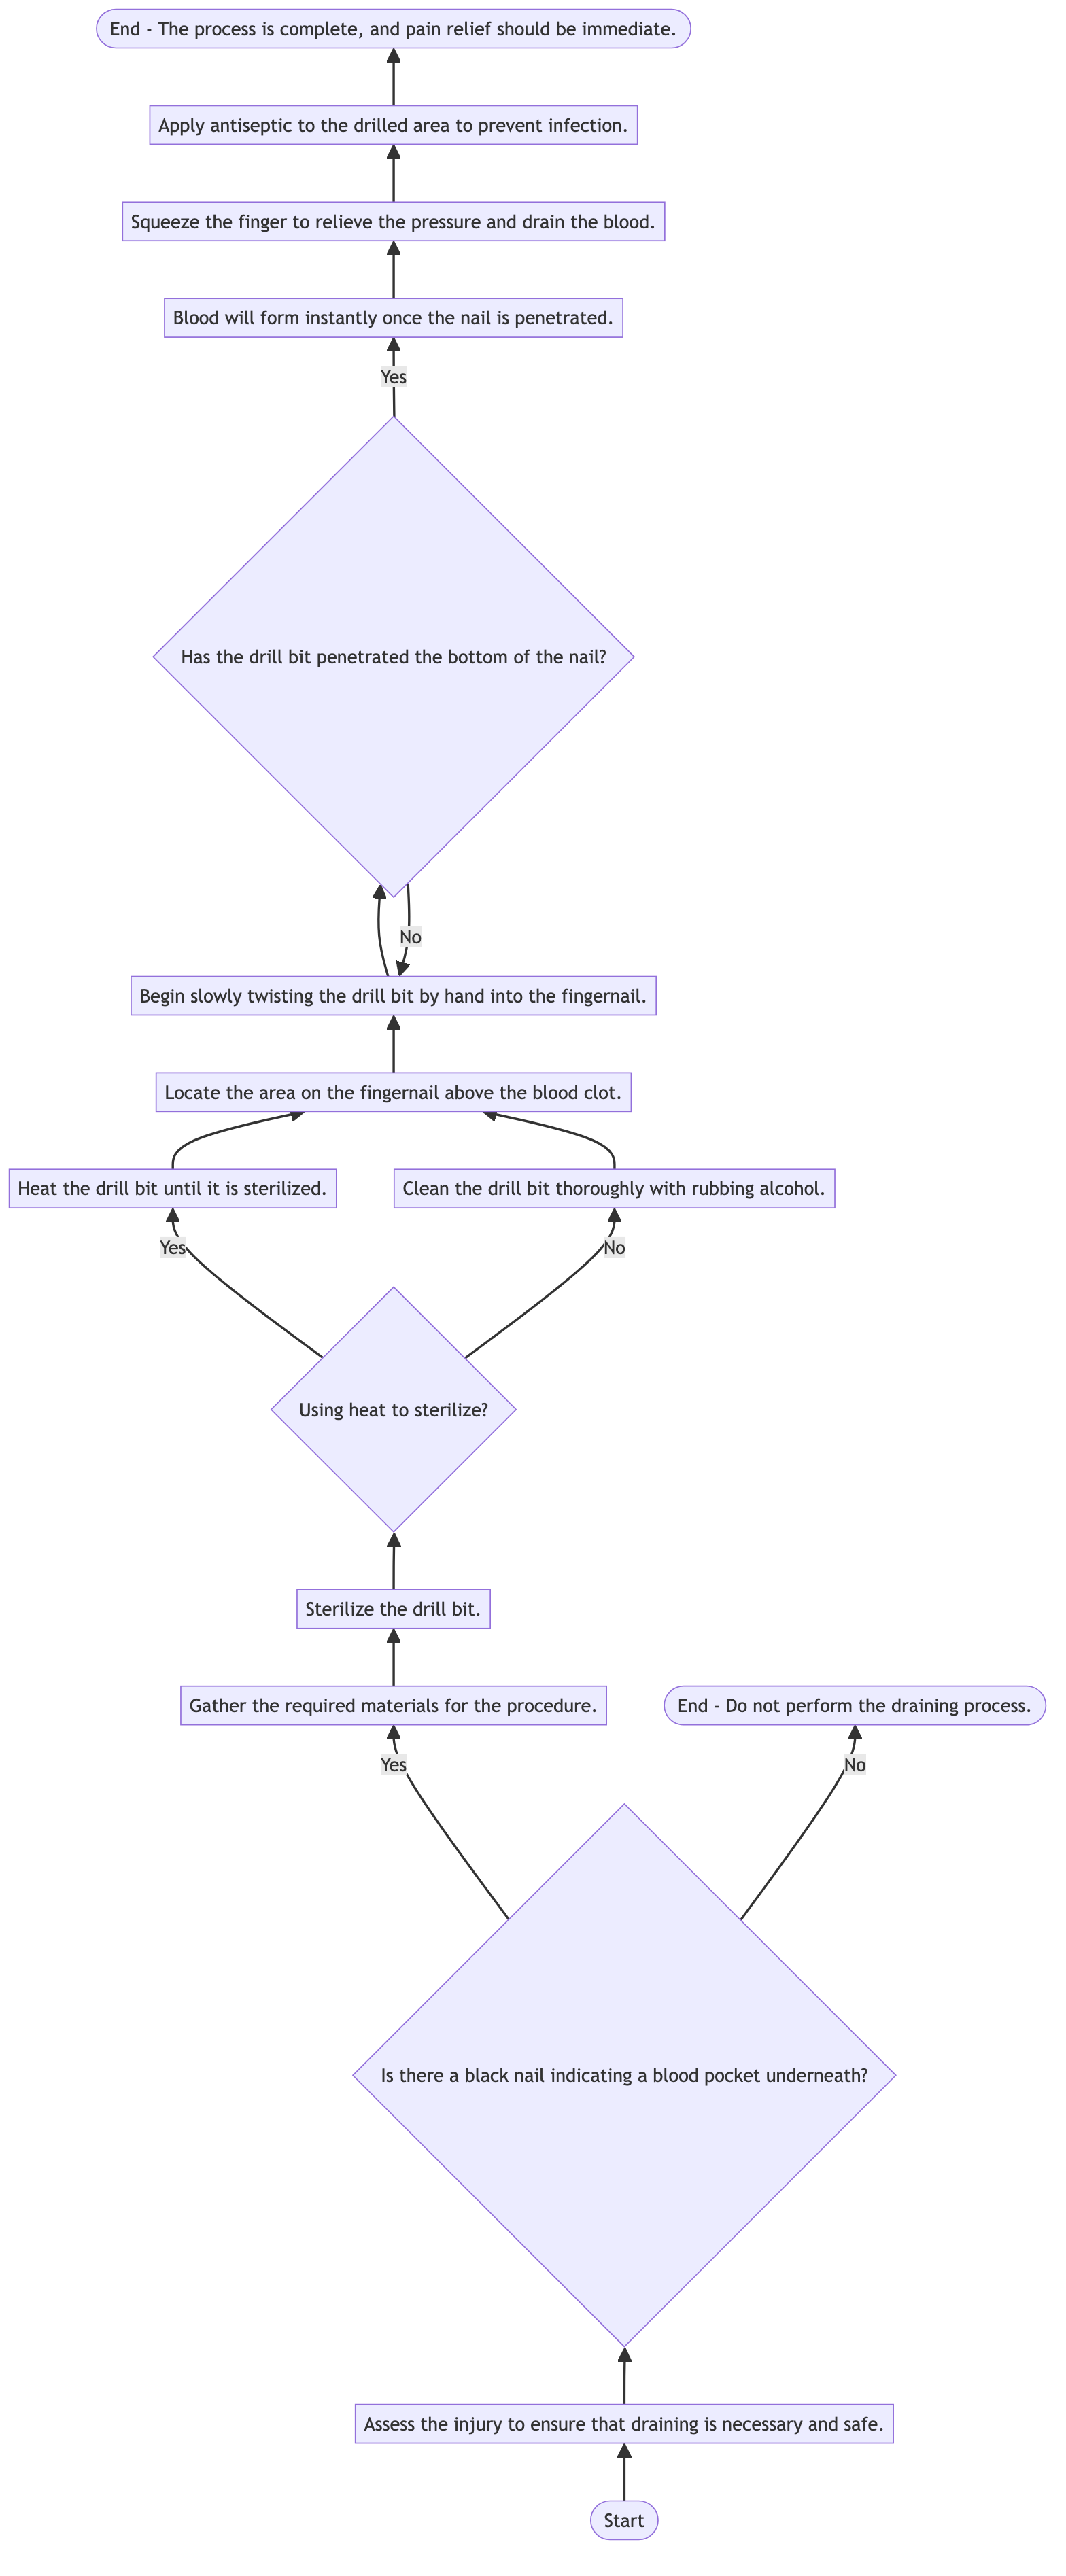 End - The process is complete, and pain relief should be immediate.
Apply antiseptic to the drilled area to prevent infection.
Squeeze the finger to relieve the pressure and drain the blood.
Blood will form instantly once the nail is penetrated.
Yes
Has the drill bit penetrated the bottom of the nail?
No
Begin slowly twisting the drill bit by hand into the fingernail.
Locate the area on the fingernail above the blood clot.
Heat the drill bit until it is sterilized.
Clean the drill bit thoroughly with rubbing alcohol.
Yes
No
Using heat to sterilize?
Sterilize the drill bit.
Gather the required materials for the procedure.
End - Do not perform the draining process.
Yes
No
Is there a black nail indicating a blood pocket underneath?
Assess the injury to ensure that draining is necessary and safe.
Start